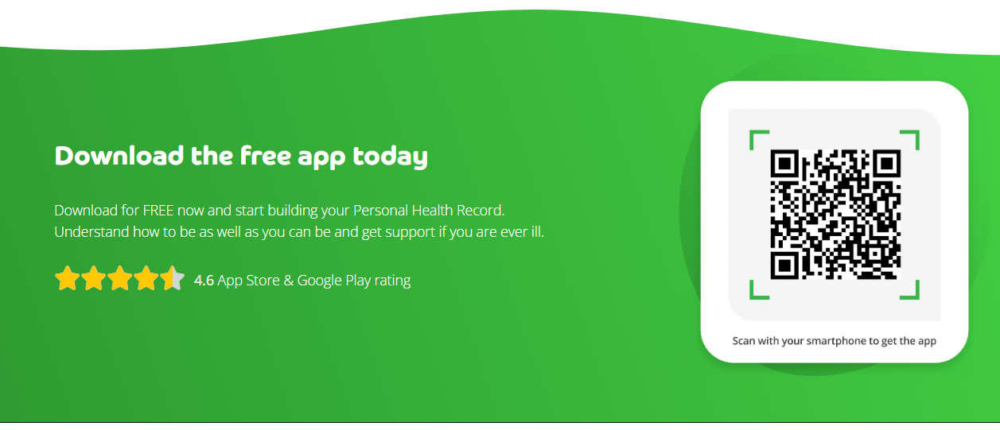 Download the free app today
Download for FREE now and start building your Personal Health Record.
Understand how to be as well as you can be and get support if you are ever ill.
4.6 App Store & Google Play rating
Scan with your smartphone to get the app